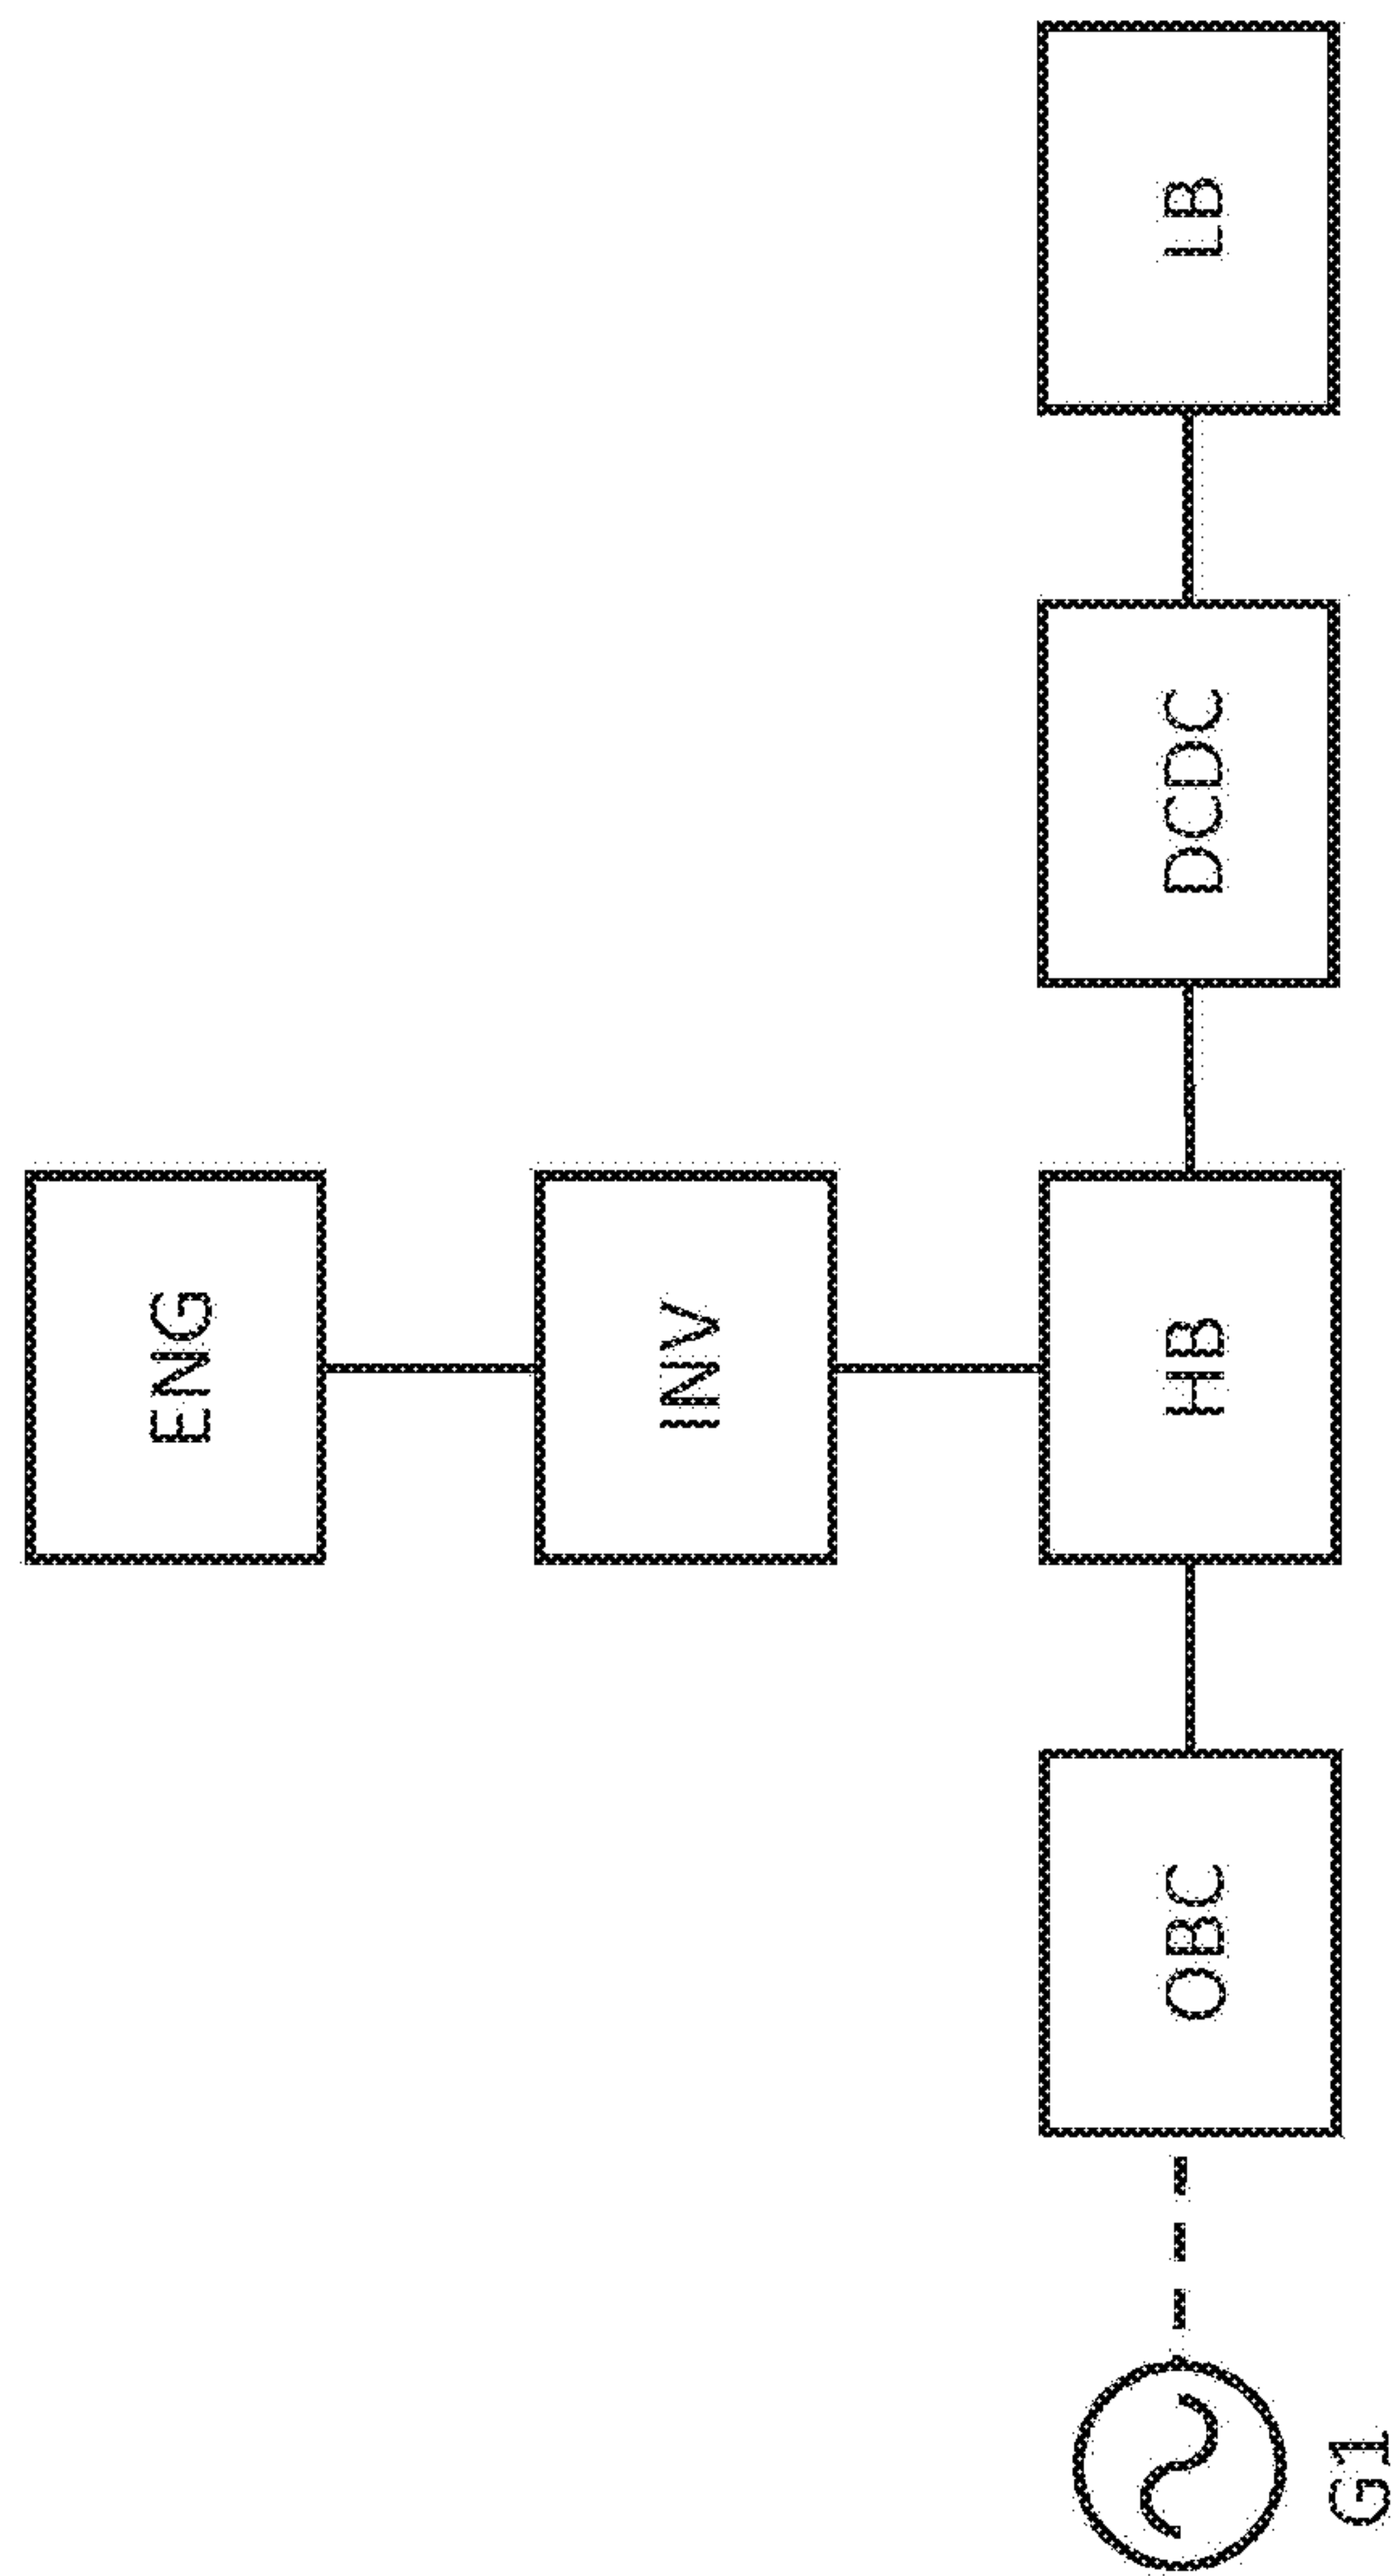 ENG
INV
G1
OBC
HB
DCDC
LB